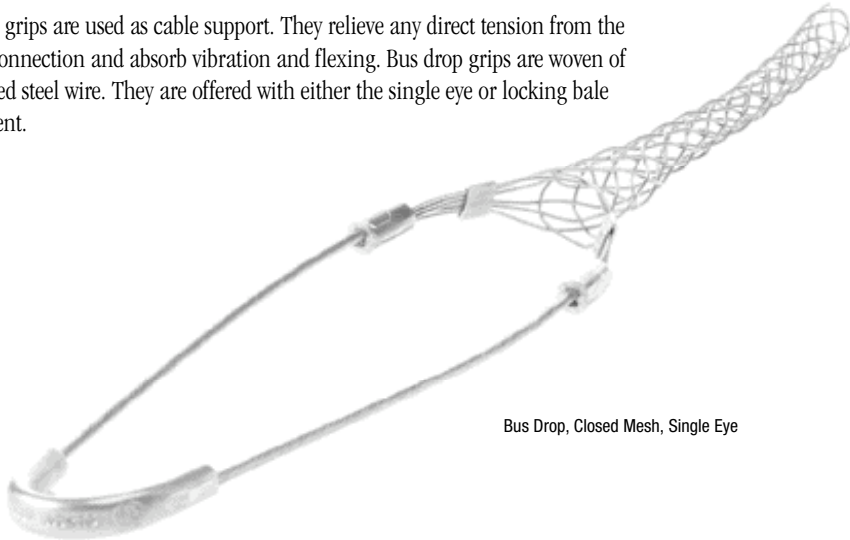 grips are used as cable support. They relieve any direct tension from the
onnection and absorb vibration and flexing. Bus drop grips are woven of
ed steel wire. They are offered with either the single eye or locking bale
ent.
Bus Drop, Closed Mesh, Single Eye